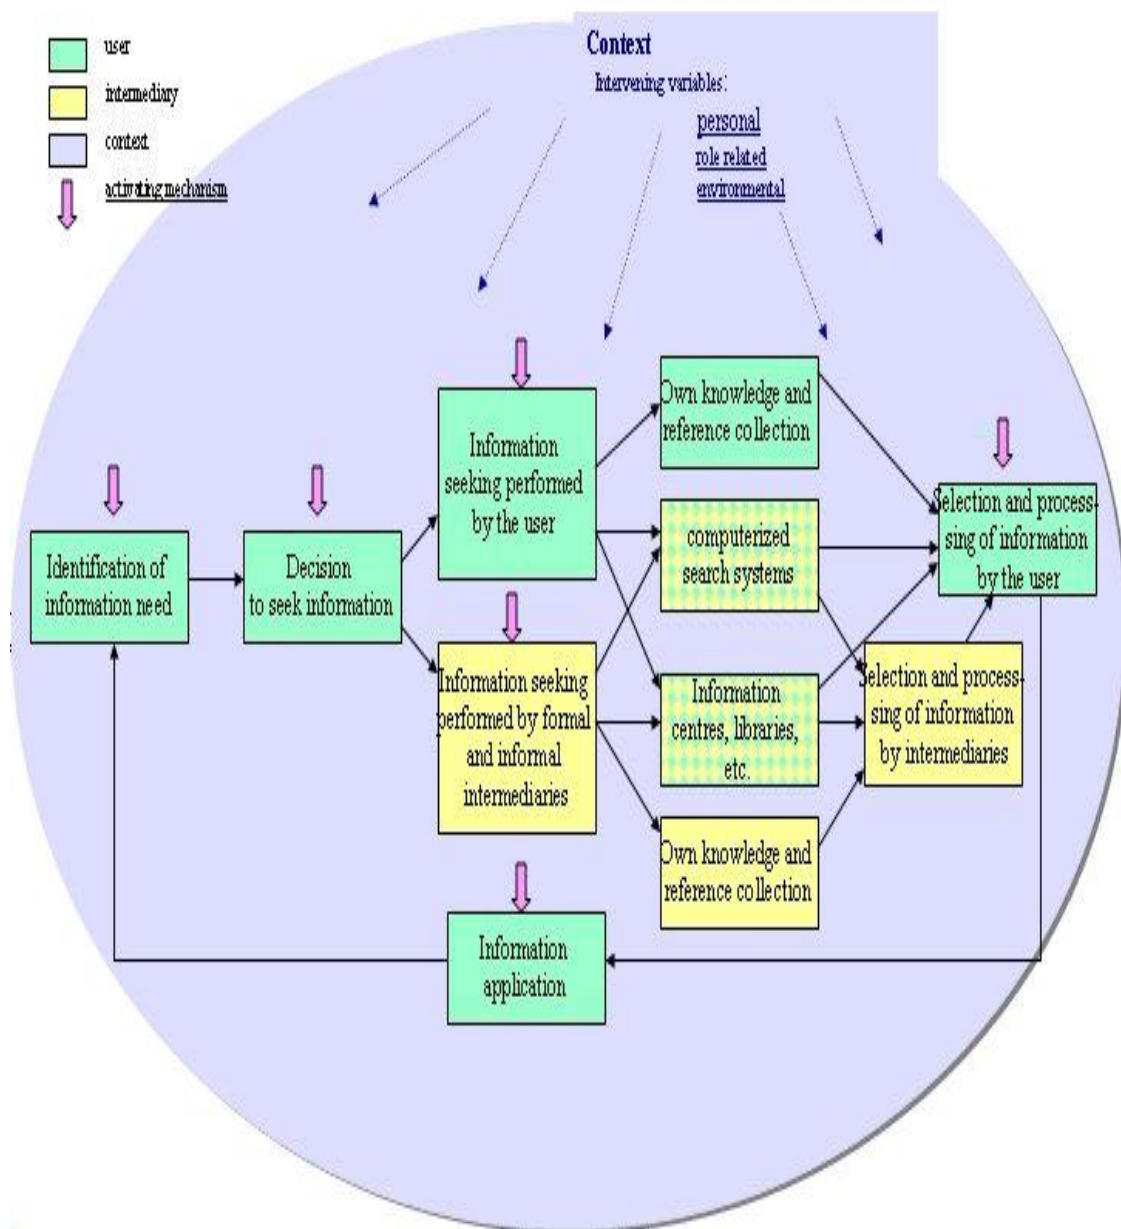 user
intermediary
context
activating mechanism
Context
Intervening variables:
personal
role related
environmental
Identification of
information need
Decision
to seek information
Information
seeking performed
by the user
Information seeking
performed by formal
and informal
intermediaries
Own knowledge and
reference collection
computerized
search systems
Information
centres, libraries,
etc.
Own knowledge and
reference collection
Selection and process-
sing of information
by the user
Selection and process-
sing of information
by intermediaries
Information
application